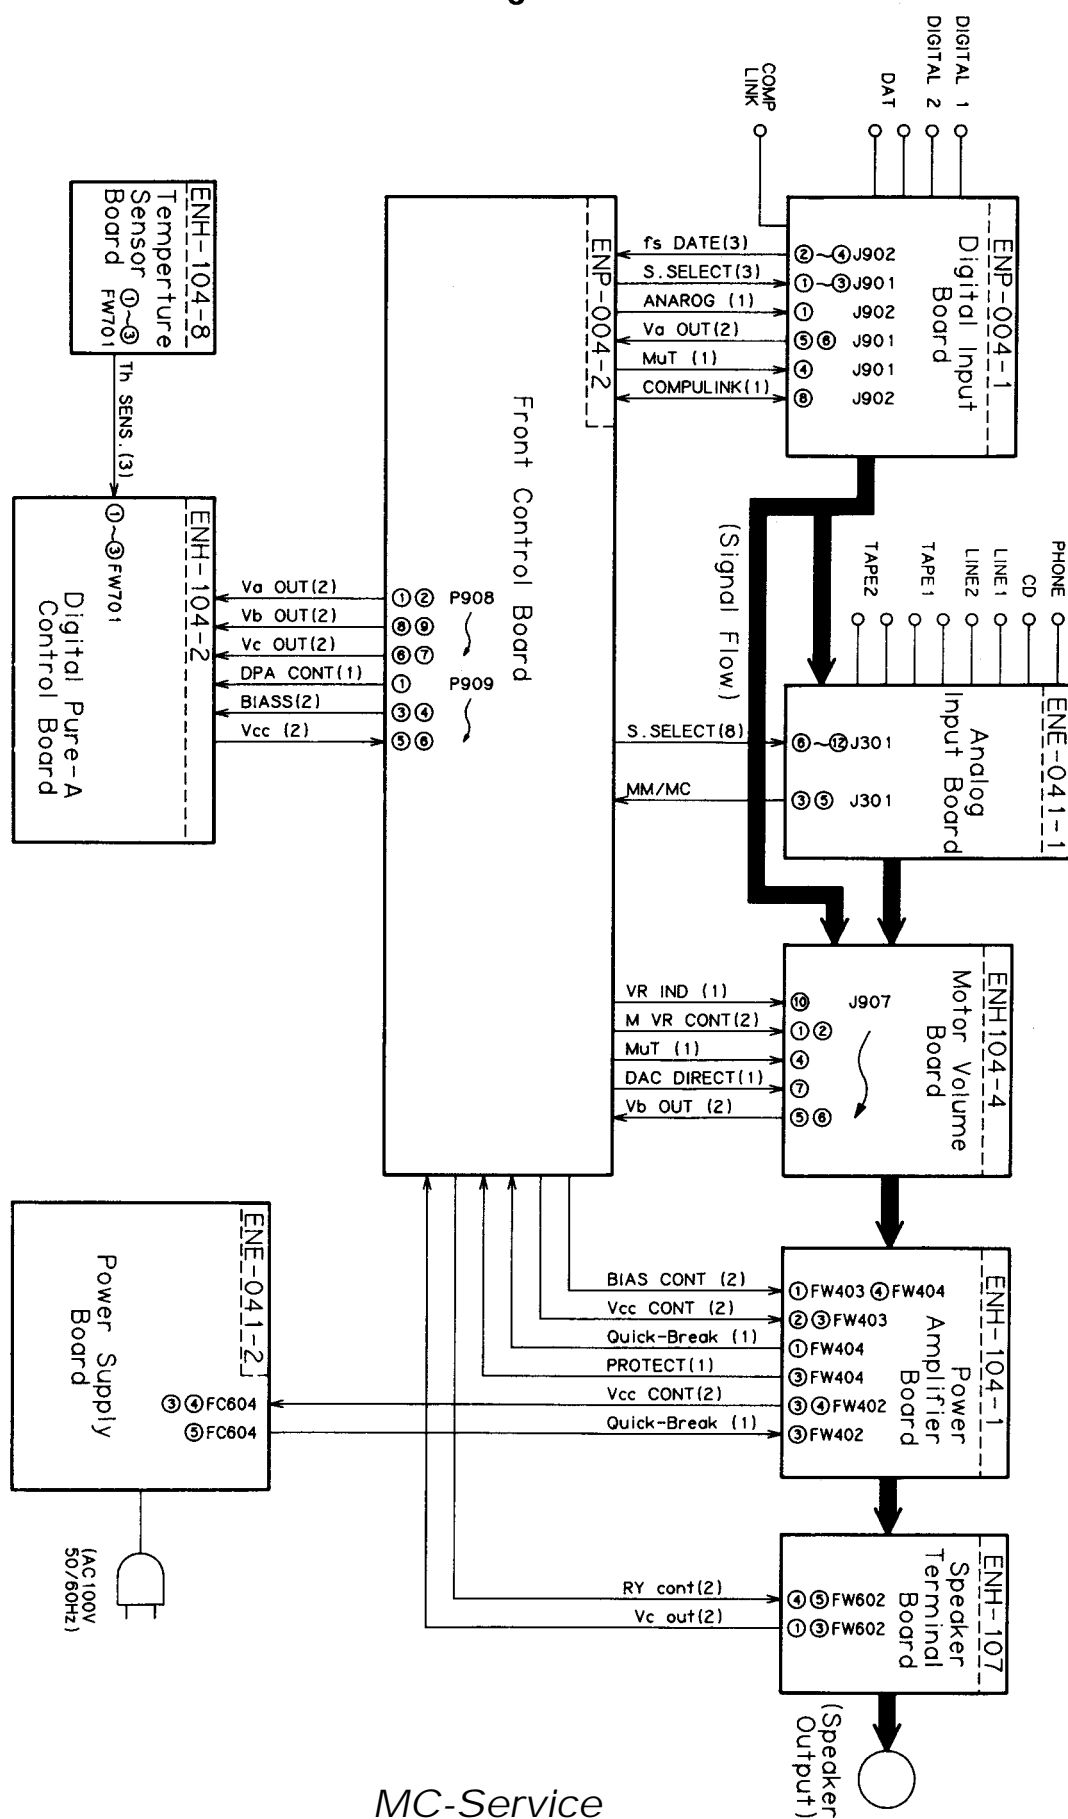 g
DIGITAL 1
DIGITAL 2
DAT
COMP
LINK
ENP-004-1
Digital Input
Board
②~④J902
①~③J901
① J902
⑤⑥ J901
④ J901
⑧ J902
fs DATE(3)
S.SELECT(3)
ANAROG (1)
Va OUT(2)
MuT (1)
COMPULINK(1)
ENP-004-2
Front Control Board
ENH-104-8
Temperture
Sensor ①~③
Board FW701
Th SENS.(3)
①~③FW701
ENH-104-2
Digital Pure-A
Control Board
Va OUT(2)
Vb OUT(2)
Vc OUT(2)
DPA CONT(1)
BIASS(2)
Vcc (2)
①② P908
⑧⑨
⑥⑦
① P909
③④
⑤⑥
(Signal Flow)
PHONE
CD
LINE1
LINE2
TAPE1
TAPE2
ENE-041-1
Analog
Input Board
S.SELECT(8)
⑥~⑫J301
MM/MC
③⑤ J301
ENH104-4
Motor Volume
Board
VR IND (1)
M VR CONT(2)
MuT (1)
DAC DIRECT(1)
Vb OUT (2)
⑩ J907
①②
④
⑦
⑤⑥
ENH-104-1
Power
Amplifier
Board
BIAS CONT (2)
Vcc CONT (2)
Quick-Break (1)
PROTECT(1)
Vcc CONT(2)
Quick-Break (1)
①FW403 ④FW404
②③FW403
①FW404
③FW404
③④FW402
③FW402
ENE-041-2
Power Supply
Board
③④FC604
⑤FC604
(AC100V
50/60Hz)
ENH-107
Speaker
Terminal
Board
RY cont(2)
Vc out(2)
④⑤FW602
①③FW602
(Speaker
Output)
MC-Service